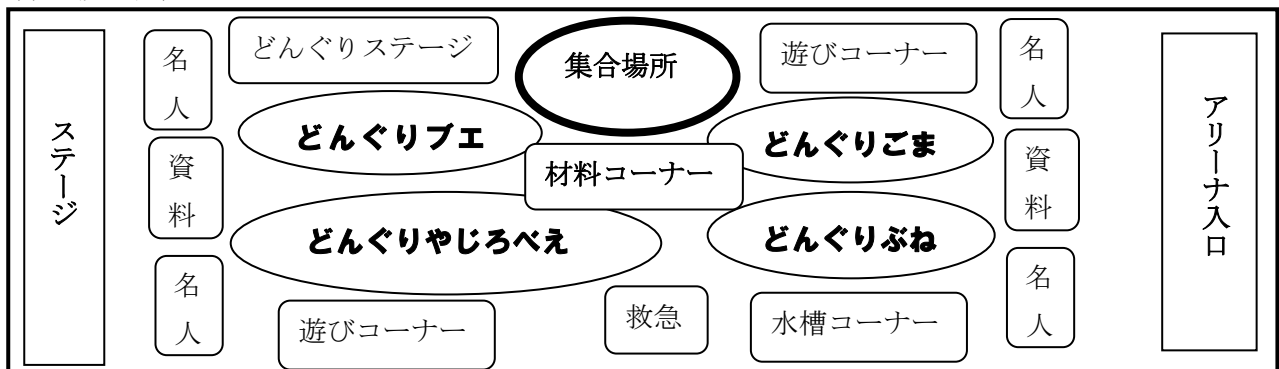 ステージ
名人
資料
名人
どんぐりステージ
どんぐりブエ
どんぐりやじろべえ
遊びコーナー
集合場所
材料コーナー
救急
遊びコーナー
どんぐりごま
どんぐりぶね
水槽コーナー
名人
資料
名人
アリーナ入口